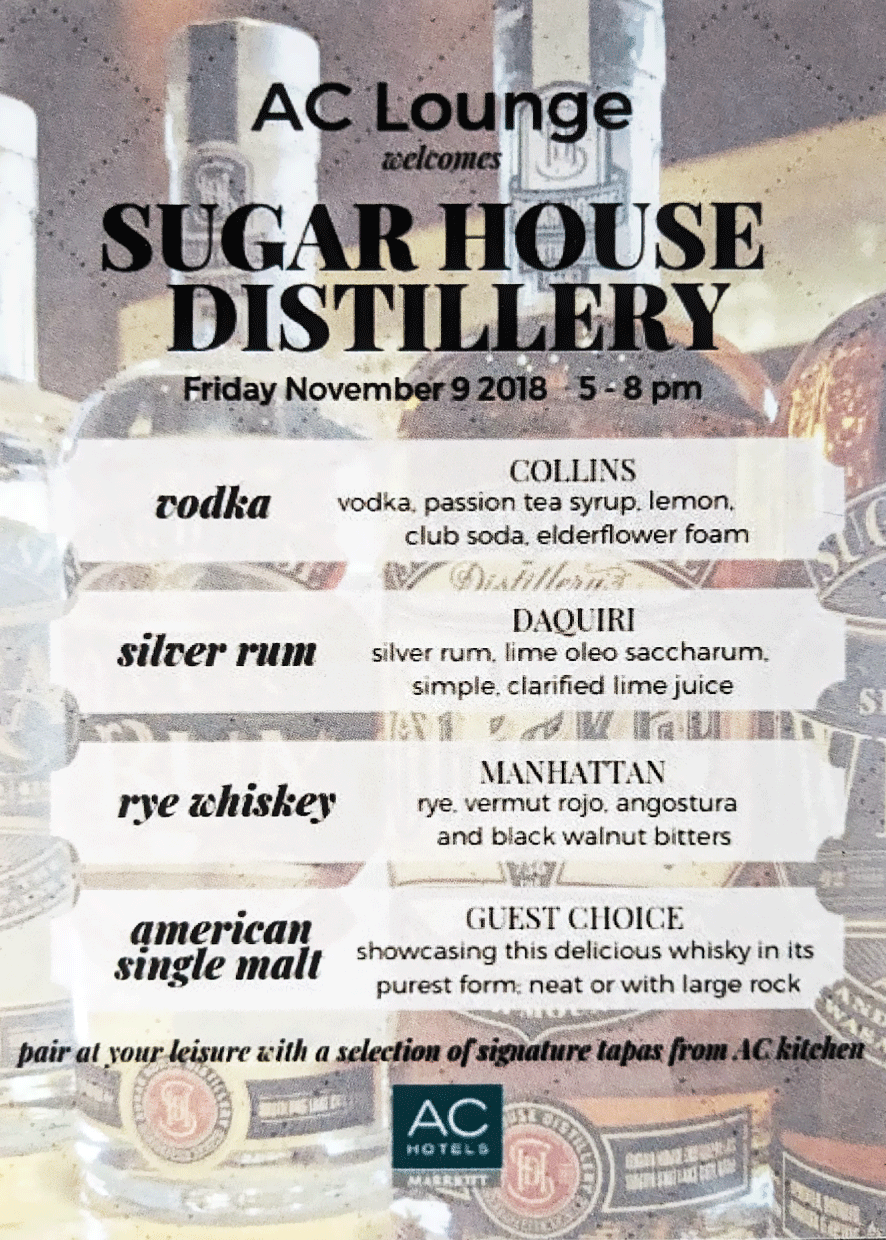 AC Lounge
welcomes
SUGAR HOUSE
DISTILLERY
Friday November 9 2018 5 - 8 pm
vodka
COLLINS
vodka, passion tea syrup, lemon,
club soda, elderflower foam
Distillery's
silver rum
DAQUIRI
silver rum, lime oleo saccharum,
simple, clarified lime juice
rye whiskey
MANHATTAN
rye, vermut rojo, angostura
and black walnut bitters
american
single malt
GUEST CHOICE
showcasing this delicious whisky in its
purest form; neat or with large rock
pair at your leisure with a selection of signature tapas from AC kitchen
AC
HOTELS
MARRIOTT